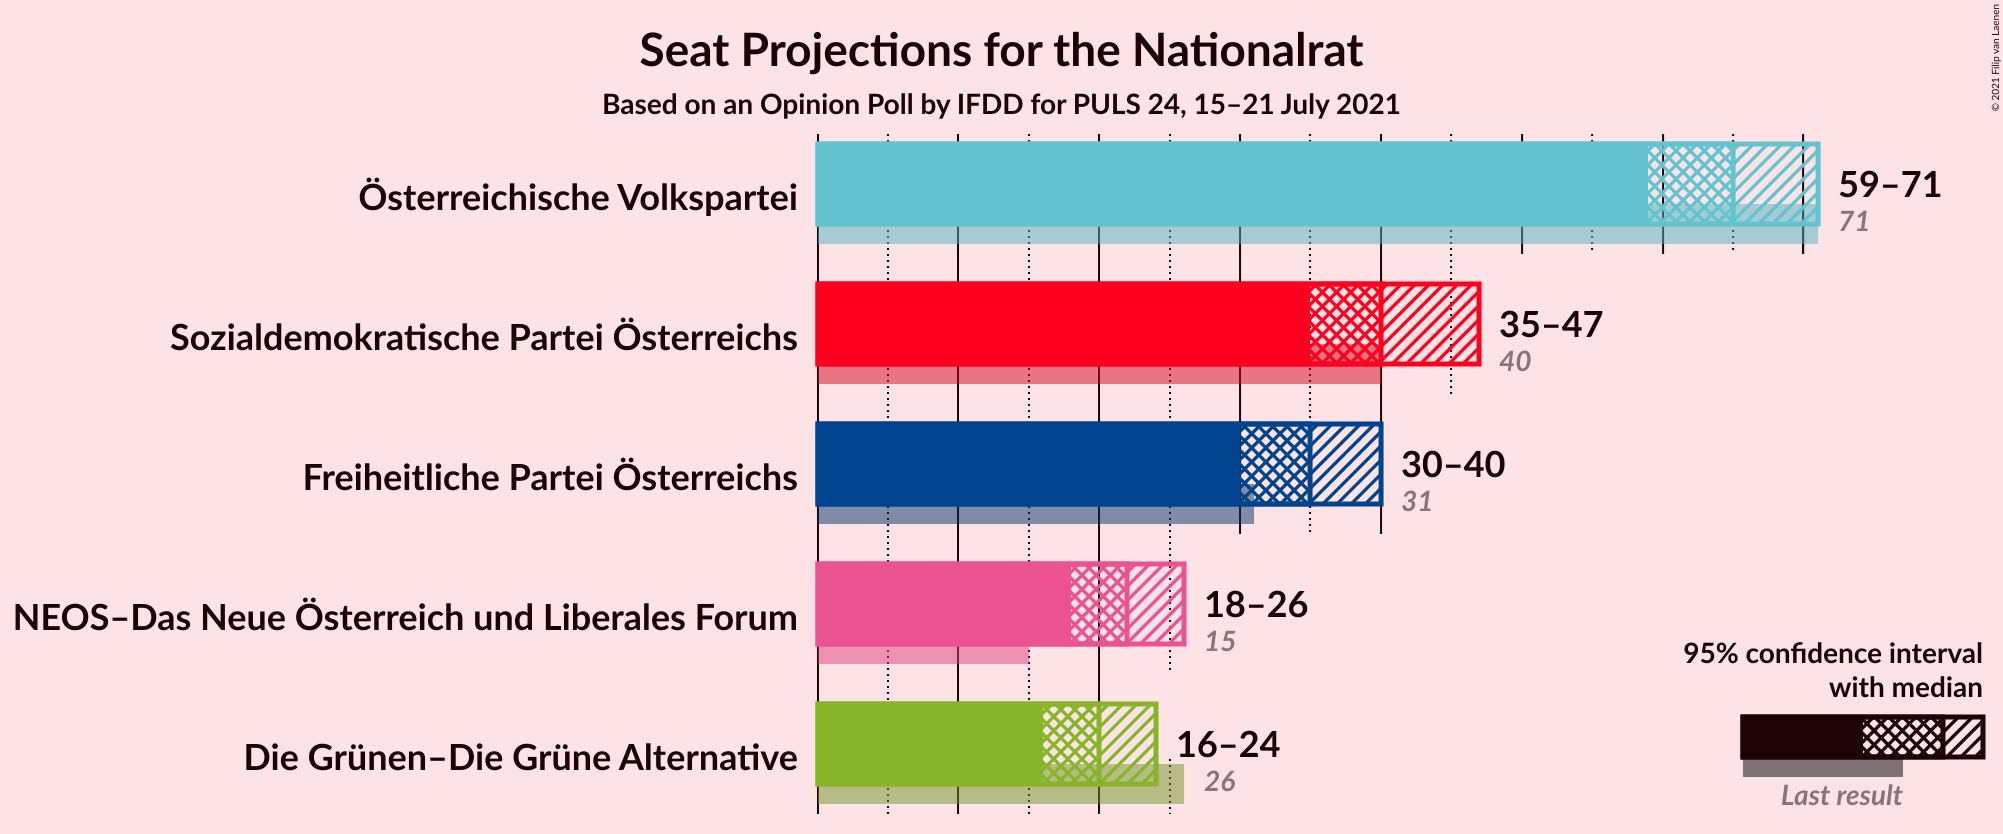 Seat Projections for the Nationalrat
Based on an Opinion Poll by IFDD for PULS 24, 15–21 July 2021
© 2021 Filip van Laenen
Österreichische Volkspartei
59–71
71
Sozialdemokratische Partei Österreichs
35–47
40
Freiheitliche Partei Österreichs
30–40
31
NEOS–Das Neue Österreich und Liberales Forum
18–26
15
Die Grünen–Die Grüne Alternative
16–24
26
95% confidence interval
with median
Last result